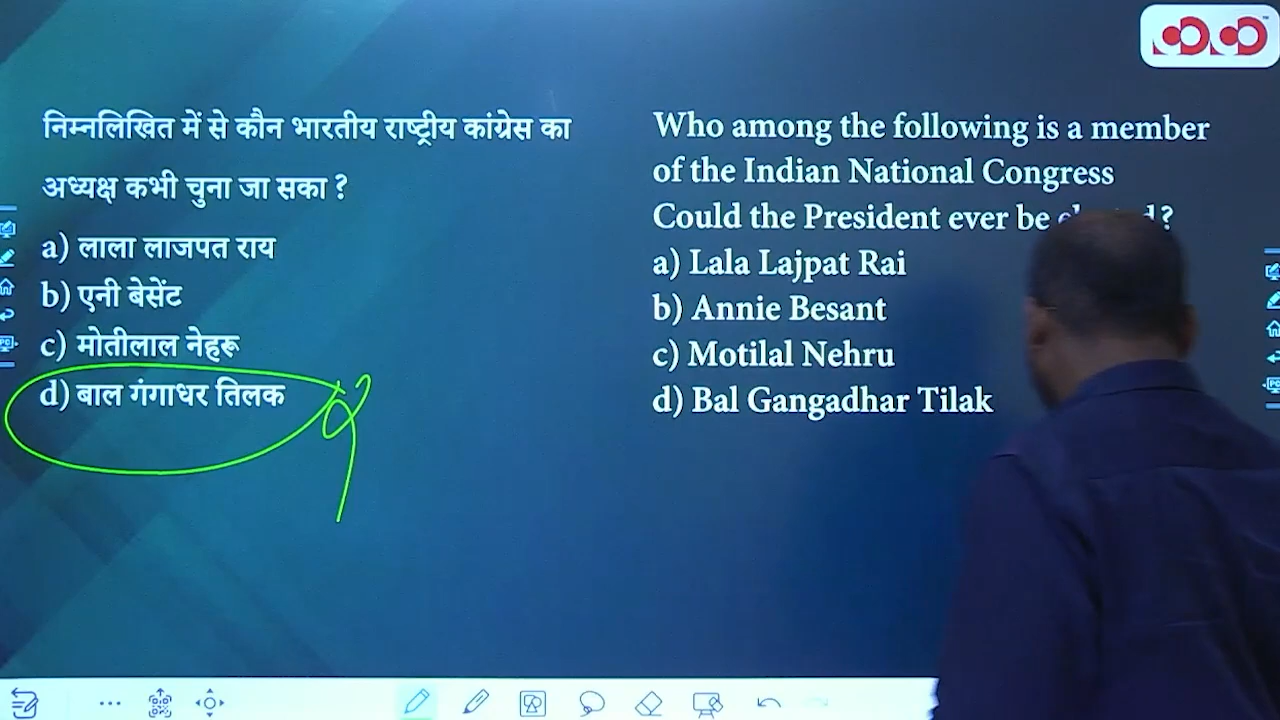 निम्नलिखित में से कौन भारतीय राष्ट्रीय कांग्रेस का
अध्यक्ष कभी चुना जा सका ?
a) लाला लाजपत राय
b) एनी बेसेंट
c) मोतीलाल नेहरू
d) बाल गंगाधर तिलक
Who among the following is a member
of the Indian National Congress
Could the President ever be ?
a) Lala Lajpat Rai
b) Annie Besant
c) Motilal Nehru
d) Bal Gangadhar Tilak